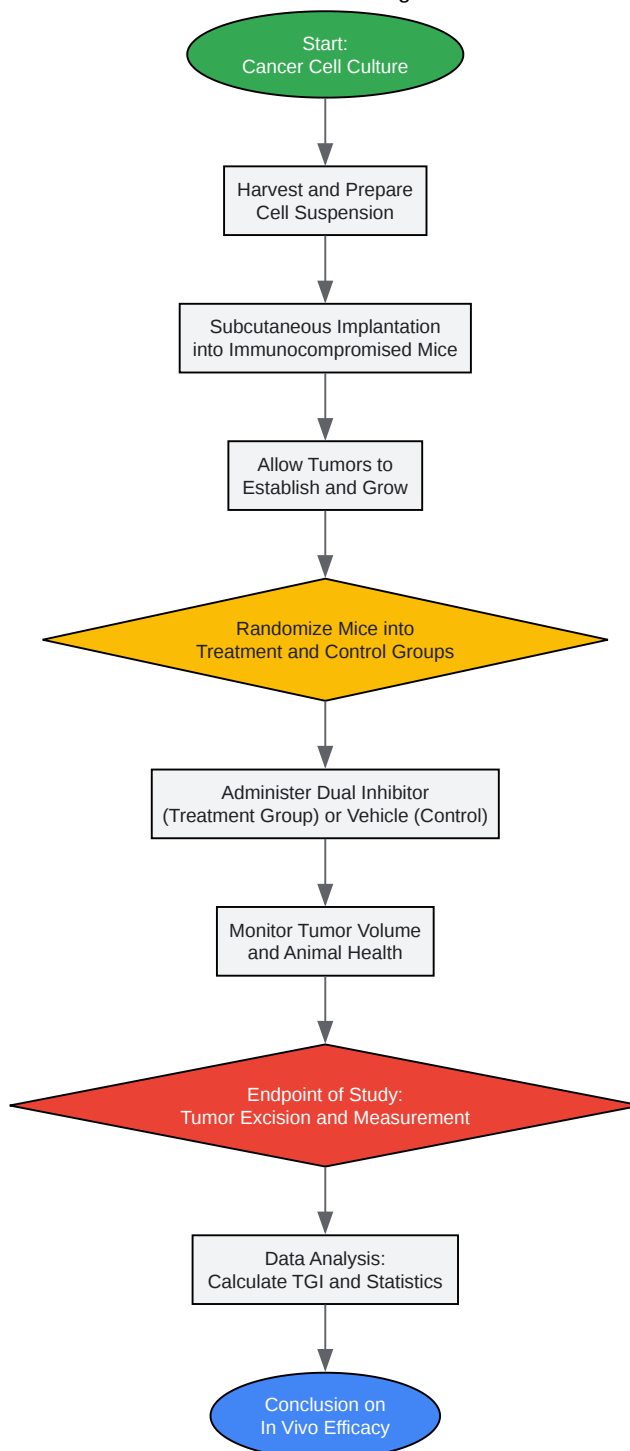 Start:
Cancer Cell Culture
Harvest and Prepare
Cell Suspension
Subcutaneous Implantation
into Immunocompromised Mice
Allow Tumors to
Establish and Grow
Randomize Mice into
Treatment and Control Groups
Administer Dual Inhibitor
(Treatment Group) or Vehicle (Control)
Monitor Tumor Volume
and Animal Health
Endpoint of Study:
Tumor Excision and Measurement
Data Analysis:
Calculate TGI and Statistics
Conclusion on
In Vivo Efficacy